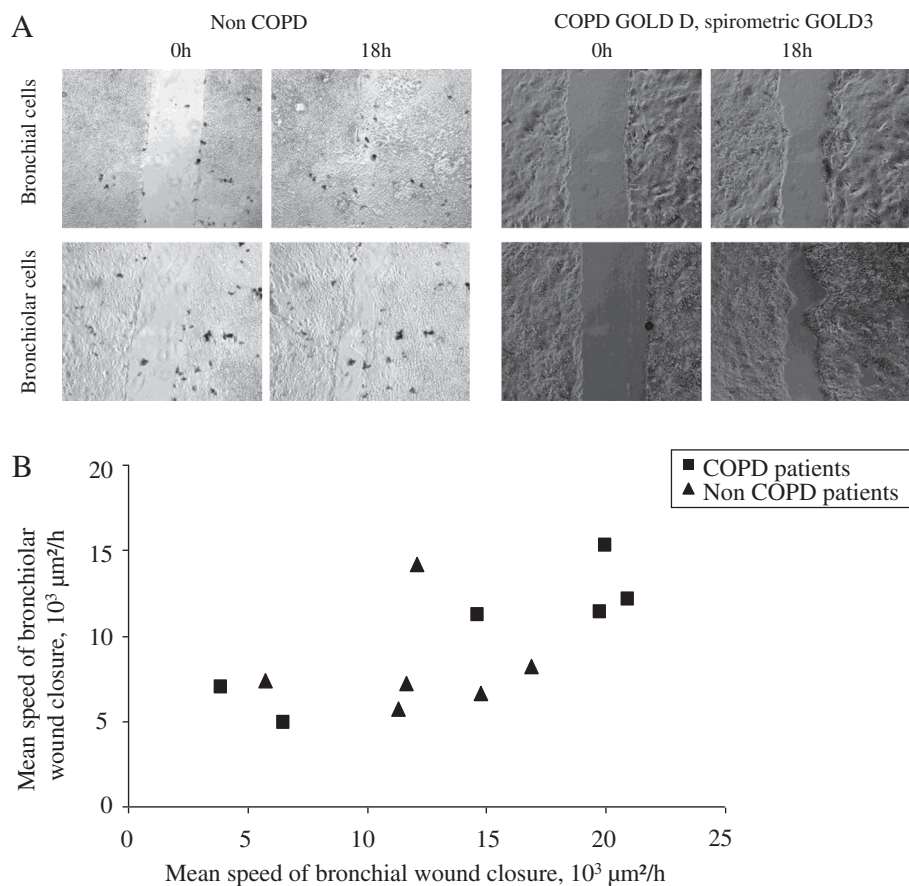 A
Non COPD
COPD GOLD D, spirometric GOLD3
0h
18h
0h
18h
Bronchial cells
Bronchiolar cells
B
COPD patients
Non COPD patients
Mean speed of bronchiolar
wound closure, 10³ µm²/h
20
15
10
5
0
0
5
10
15
20
25
Mean speed of bronchial wound closure, 10³ µm²/h